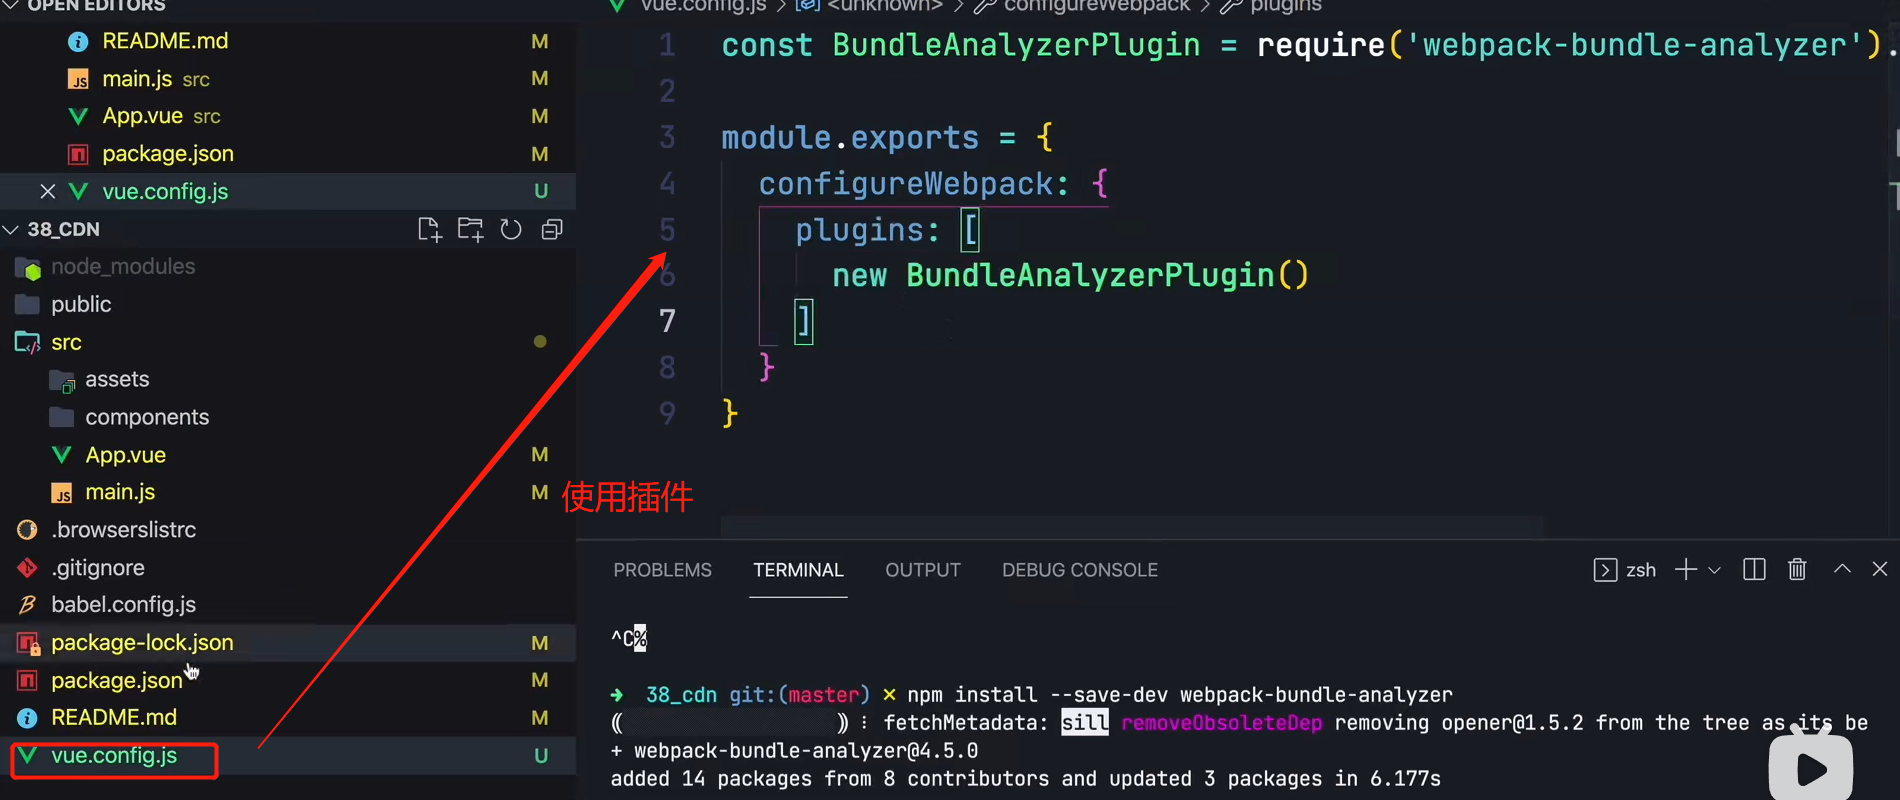 OPEN EDITORS
README.md M
main.js src M
App.vue src M
package.json M
vue.config.js U
38_CDN
node_modules
public
src
assets
components
App.vue M
main.js M
.browserslistrc
.gitignore
babel.config.js
package-lock.json M
package.json M
README.md M
vue.config.js U
使用插件
vue.config.js > <unknown> > configureWebpack > plugins
1 const BundleAnalyzerPlugin = require('webpack-bundle-analyzer').
2
3 module.exports = {
4 configureWebpack: {
5 plugins: [
6 new BundleAnalyzerPlugin()
7 ]
8 }
9 }
PROBLEMS TERMINAL OUTPUT DEBUG CONSOLE zsh
^C%
➜ 38_cdn git:(master) ✗ npm install --save-dev webpack-bundle-analyzer
(( )) ⫶ fetchMetadata: sill removeObsoleteDep removing opener@1.5.2 from the tree as its be
+ webpack-bundle-analyzer@4.5.0
added 14 packages from 8 contributors and updated 3 packages in 6.177s